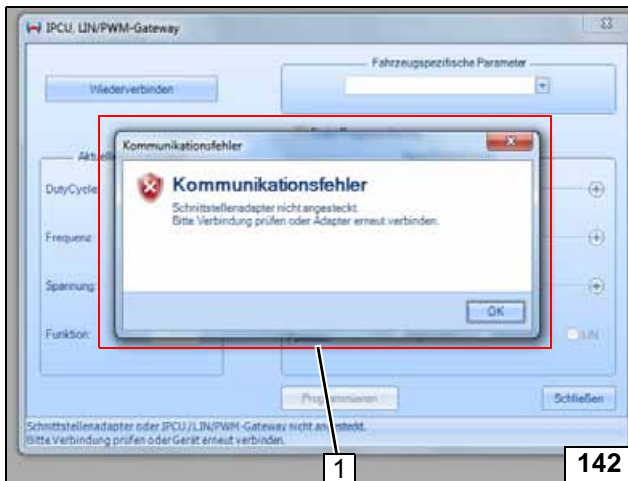 IPCU, LIN/PWM-Gateway
Fahrzeugspezifische Parameter
Wiederverbinden
Kommunikationsfehler
Kommunikationsfehler
Schnittstellenadapter nicht angesteckt.
Bitte Verbindung prüfen oder Adapter erneut verbinden.
DutyCycle:
Frequenz:
Spannung:
OK
Funktion:
LIN
Programmieren
Schließen
Schnittstellenadapter oder IPCU /LIN/PWM-Gateway nicht angesteckt.
Bitte Verbindung prüfen oder Gerät erneut verbinden.
1
142